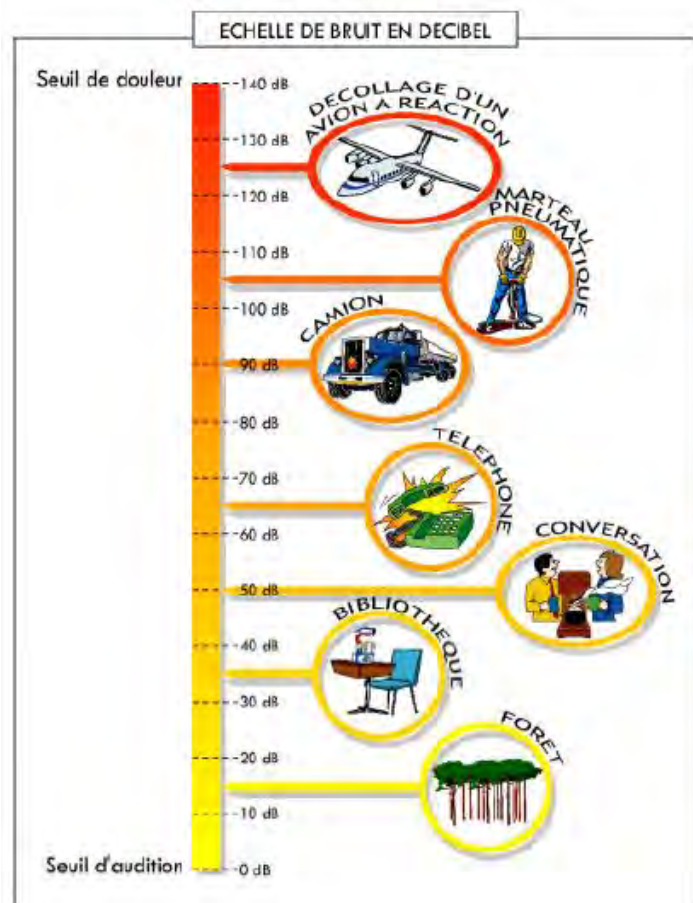 ECHELLE DE BRUIT EN DECIBEL
Seuil de douleur
-140 dB
DECOLLAGE D'UN
AVION A REACTION
-130 dB
-120 dB
MARTEAU
PNEUMATIQUE
-110 dB
-100 dB
CAMION
-90 dB
-80 dB
TELEPHONE
-70 dB
-60 dB
CONVERSATION
-50 dB
BIBLIOTHEQUE
-40 dB
-30 dB
FORET
-20 dB
-10 dB
Seuil d'audition
-0 dB